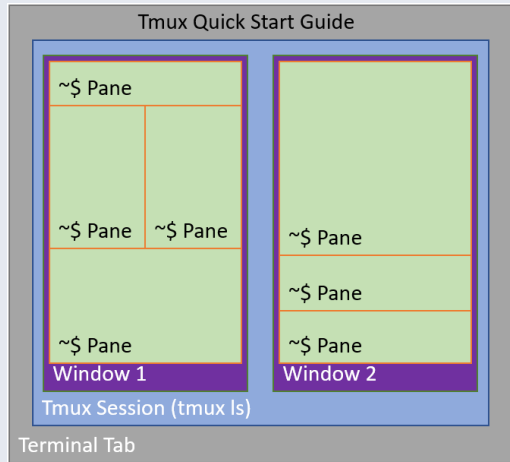 Tmux Quick Start Guide
~$ Pane
~$ Pane
~$ Pane
~$ Pane
Window 1
~$ Pane
~$ Pane
~$ Pane
Window 2
Tmux Session (tmux ls)
Terminal Tab